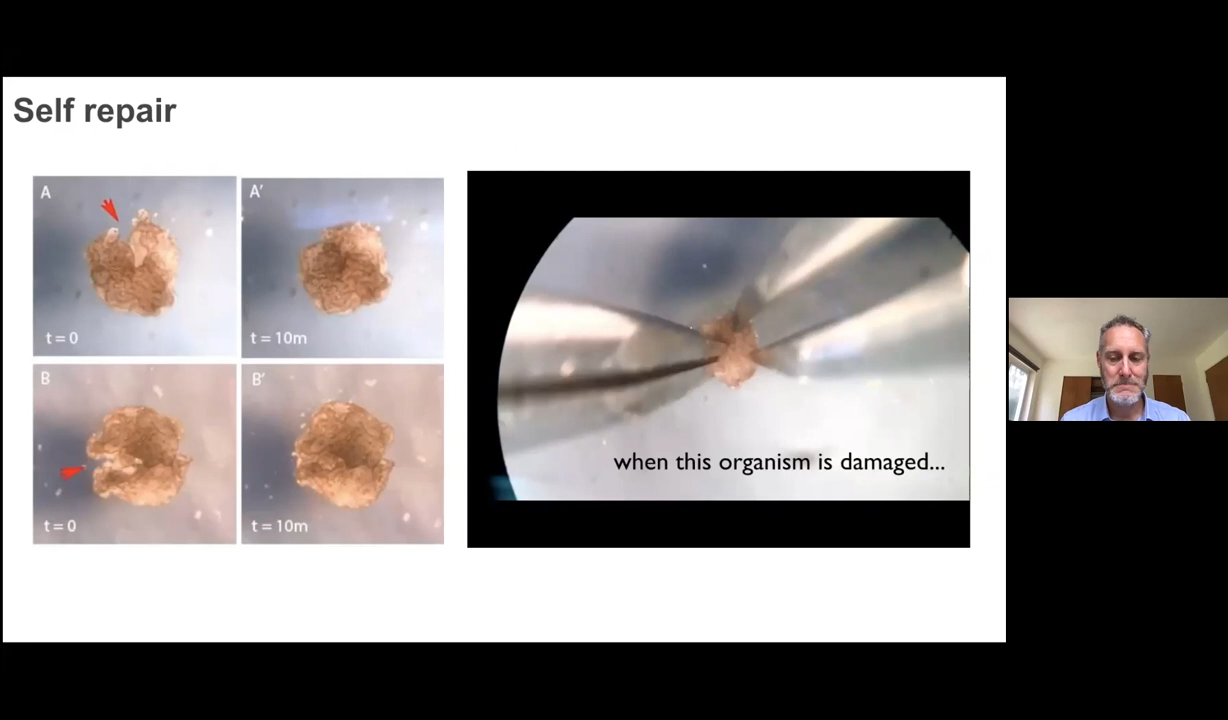 Self repair
A
A′
t = 0
t = 10m
B
B′
t = 0
t = 10m
when this organism is damaged...